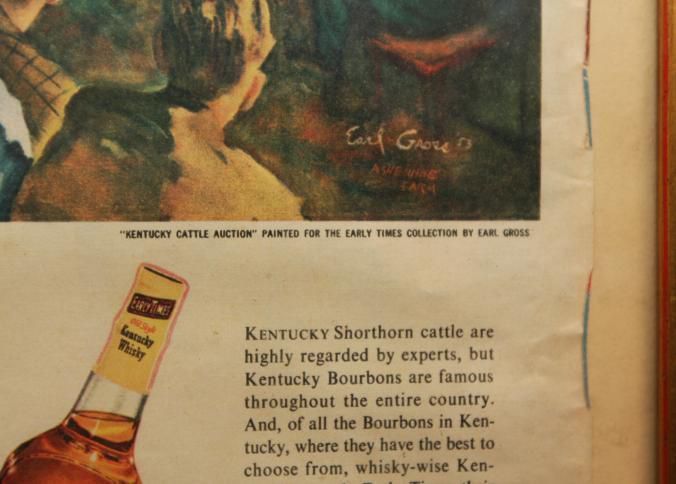 Earl Gross '53
"KENTUCKY CATTLE AUCTION" PAINTED FOR THE EARLY TIMES COLLECTION BY EARL GROSS
EARLY TIMES
Old Style
Kentucky
Whisky
KENTUCKY Shorthorn cattle are
highly regarded by experts, but
Kentucky Bourbons are famous
throughout the entire country.
And, of all the Bourbons in Ken-
tucky, where they have the best to
choose from, whisky-wise Ken-